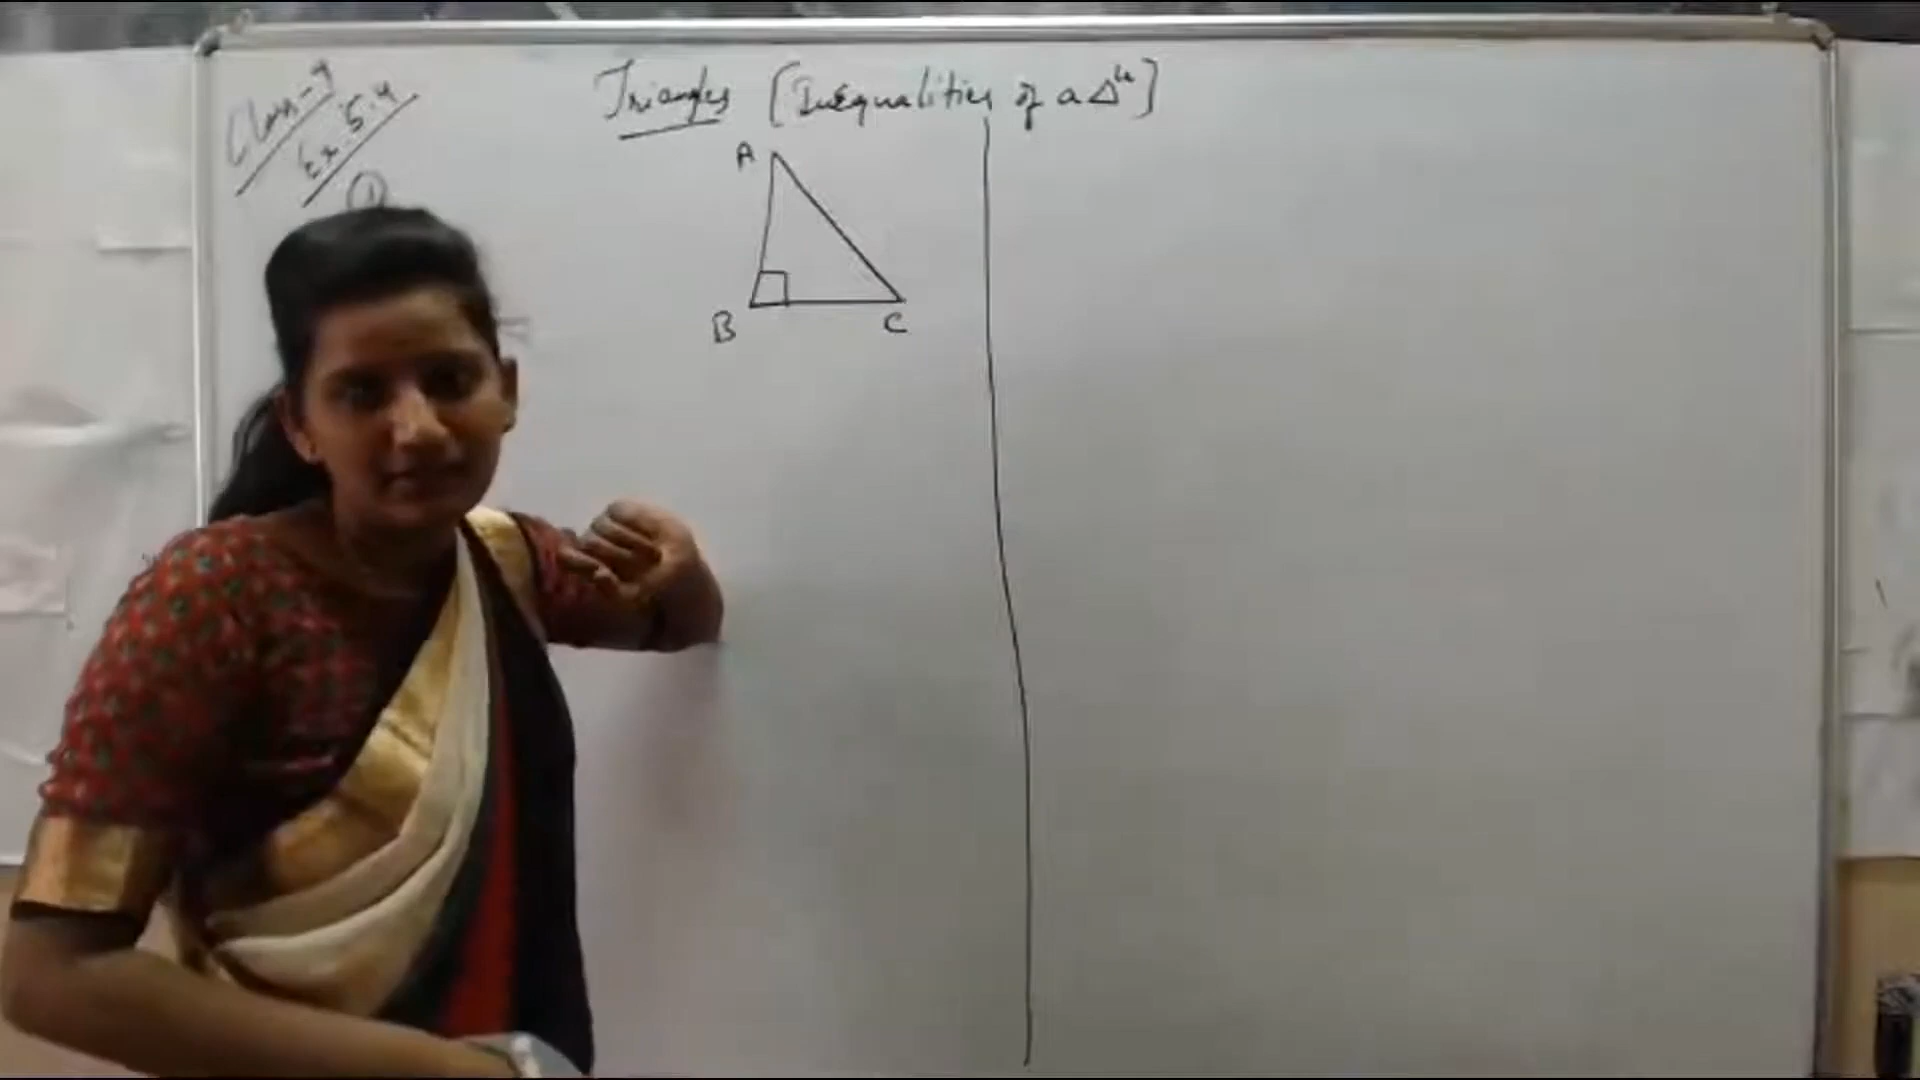 Class-9
Ex. 5.4
①
Triangles [Inequalities of a Δle]
A
B
C